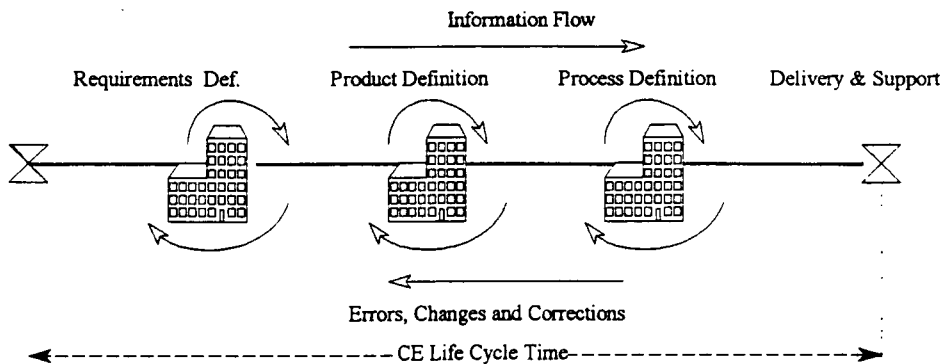 Information Flow
Requirements Def. Product Definition Process Definition Delivery & Support
Errors, Changes and Corrections
CE Life Cycle Time